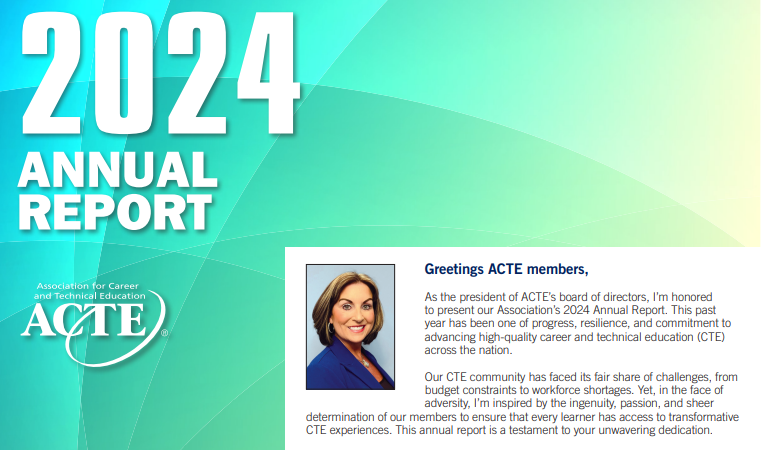 2024
ANNUAL
REPORT
Association for Career
and Technical Education
ACTE®
Greetings ACTE members,
As the president of ACTE’s board of directors, I’m honored
to present our Association’s 2024 Annual Report. This past
year has been one of progress, resilience, and commitment to
advancing high-quality career and technical education (CTE)
across the nation.
Our CTE community has faced its fair share of challenges, from
budget constraints to workforce shortages. Yet, in the face of
adversity, I’m inspired by the ingenuity, passion, and sheer
determination of our members to ensure that every learner has access to transformative
CTE experiences. This annual report is a testament to your unwavering dedication.